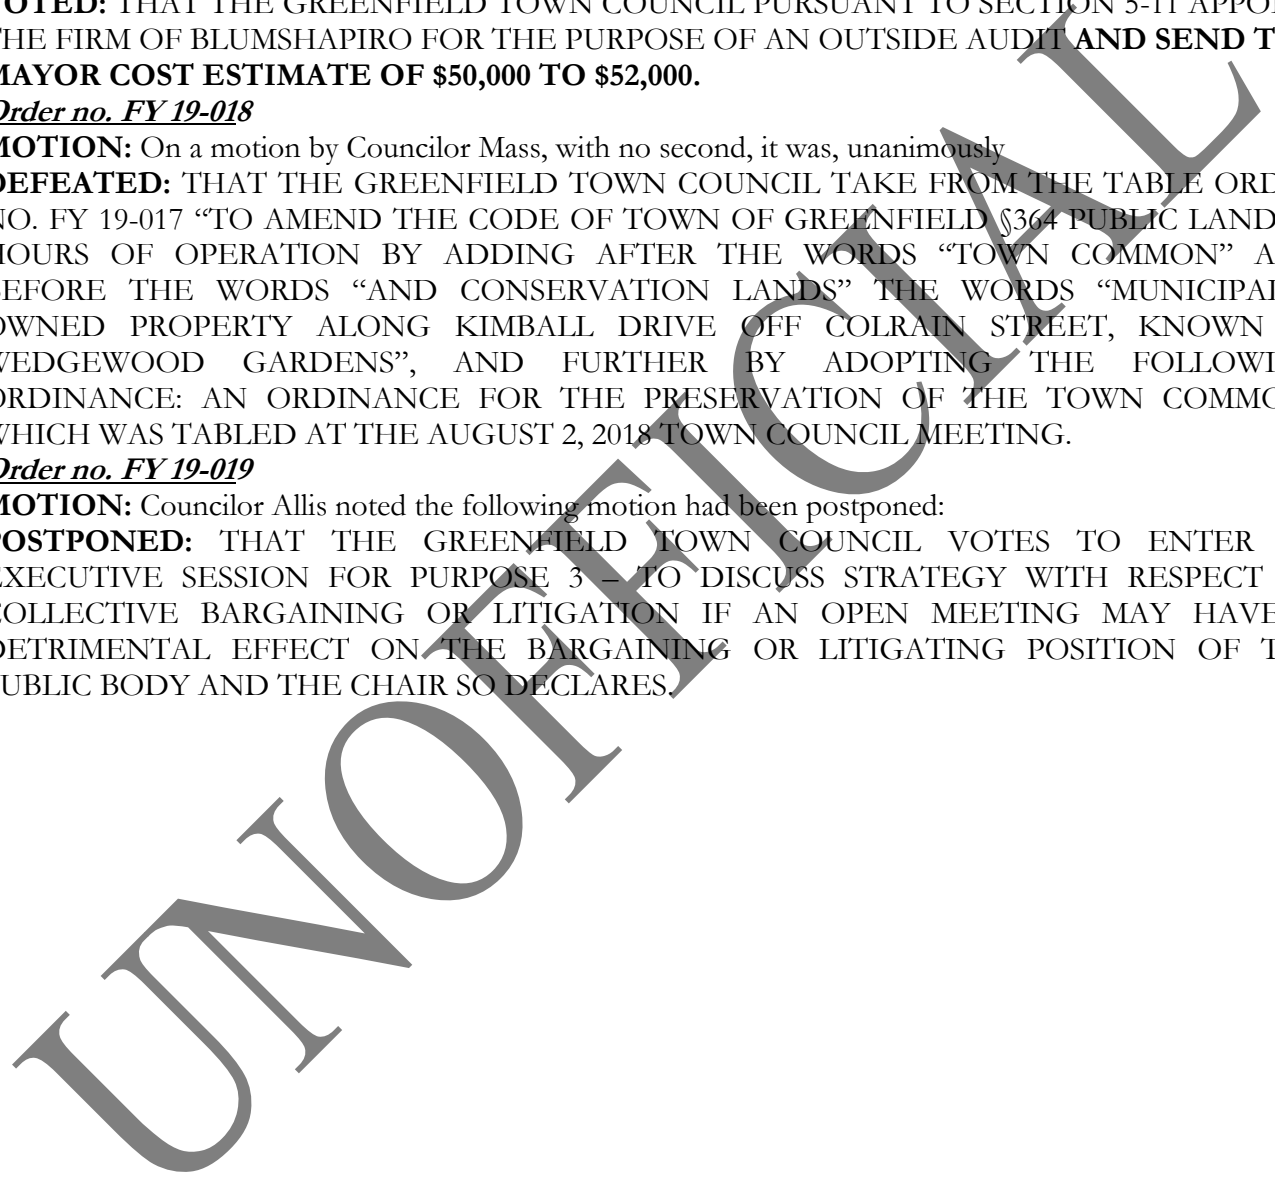 VOTED: THAT THE GREENFIELD TOWN COUNCIL PURSUANT TO SECTION 5-11 APPO
THE FIRM OF BLUMSHAPIRO FOR THE PURPOSE OF AN OUTSIDE AUDIT AND SEND T
MAYOR COST ESTIMATE OF $50,000 TO $52,000.
Order no. FY 19-018
MOTION: On a motion by Councilor Mass, with no second, it was, unanimously
DEFEATED: THAT THE GREENFIELD TOWN COUNCIL TAKE FROM THE TABLE ORD
NO. FY 19-017 “TO AMEND THE CODE OF TOWN OF GREENFIELD §364 PUBLIC LAND
HOURS OF OPERATION BY ADDING AFTER THE WORDS “TOWN COMMON” A
BEFORE THE WORDS “AND CONSERVATION LANDS” THE WORDS “MUNICIPAL
OWNED PROPERTY ALONG KIMBALL DRIVE OFF COLRAIN STREET, KNOWN
WEDGEWOOD GARDENS”, AND FURTHER BY ADOPTING THE FOLLOWI
ORDINANCE: AN ORDINANCE FOR THE PRESERVATION OF THE TOWN COMMO
WHICH WAS TABLED AT THE AUGUST 2, 2018 TOWN COUNCIL MEETING.
Order no. FY 19-019
MOTION: Councilor Allis noted the following motion had been postponed:
POSTPONED: THAT THE GREENFIELD TOWN COUNCIL VOTES TO ENTER
EXECUTIVE SESSION FOR PURPOSE 3 – TO DISCUSS STRATEGY WITH RESPECT
COLLECTIVE BARGAINING OR LITIGATION IF AN OPEN MEETING MAY HAVE
DETRIMENTAL EFFECT ON THE BARGAINING OR LITIGATING POSITION OF T
PUBLIC BODY AND THE CHAIR SO DECLARES.
UNOFFICIAL